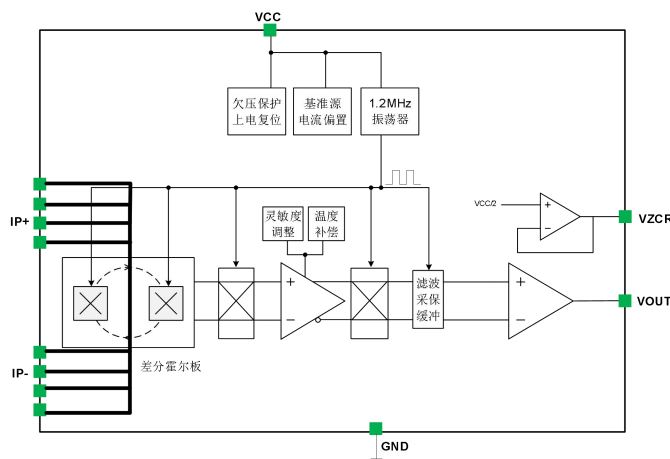 VCC
欠压保护
上电复位
基准源
电流偏置
1.2MHz
振荡器
IP+
灵敏度
调整
温度
补偿
VCC/2
+
−
VZCR
+
−
滤波
采保
缓冲
+
−
VOUT
差分霍尔板
IP-
GND